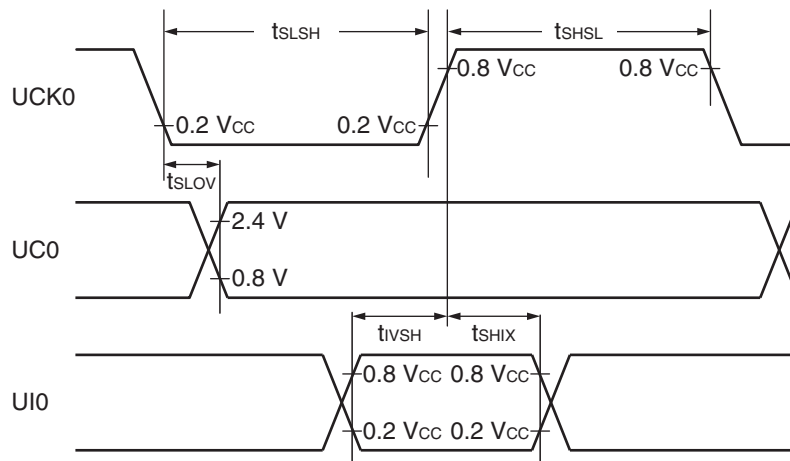 tSLSH tSHSL
UCK0 0.8 VCC 0.8 VCC
0.2 VCC 0.2 VCC
tSLOV
2.4 V
UC0
0.8 V
tIVSH tSHIX
0.8 VCC 0.8 VCC
UI0
0.2 VCC 0.2 VCC